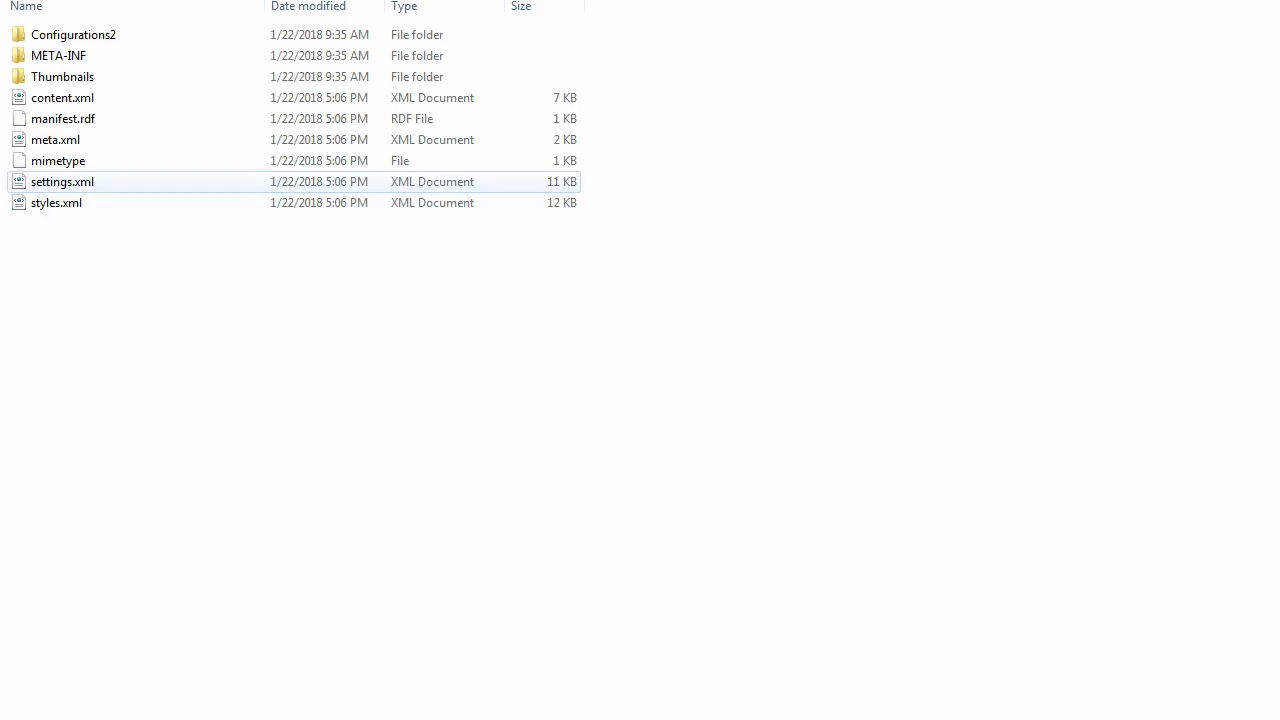 Name Date modified Type Size
Configurations2 1/22/2018 9:35 AM File folder
META-INF 1/22/2018 9:35 AM File folder
Thumbnails 1/22/2018 9:35 AM File folder
content.xml 1/22/2018 5:06 PM XML Document 7 KB
manifest.rdf 1/22/2018 5:06 PM RDF File 1 KB
meta.xml 1/22/2018 5:06 PM XML Document 2 KB
mimetype 1/22/2018 5:06 PM File 1 KB
settings.xml 1/22/2018 5:06 PM XML Document 11 KB
styles.xml 1/22/2018 5:06 PM XML Document 12 KB